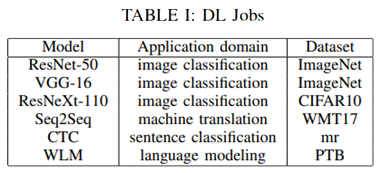 TABLE I: DL Jobs
Model Application domain Dataset
ResNet-50 image classification ImageNet
VGG-16 image classification ImageNet
ResNeXt-110 image classification CIFAR10
Seq2Seq machine translation WMT17
CTC sentence classification mr
WLM language modeling PTB